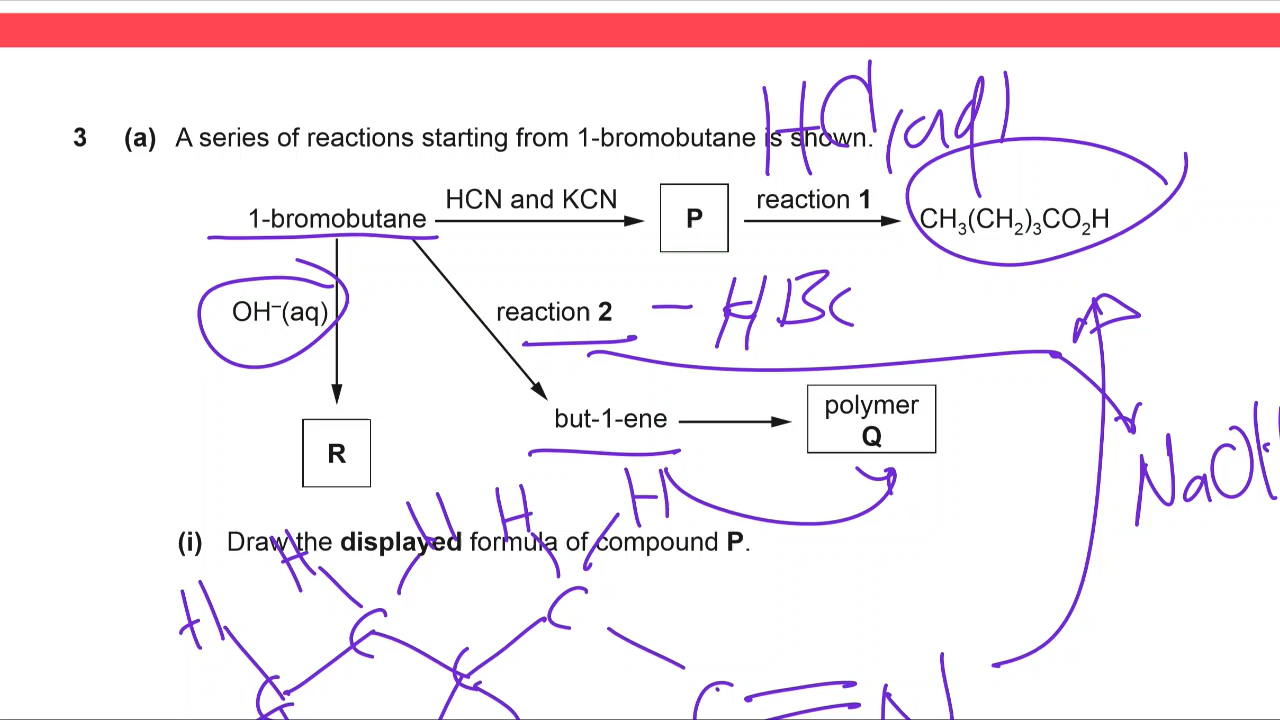 HCl(aq)
3 (a) A series of reactions starting from 1-bromobutane is shown.
HCN and KCN
reaction 1
1-bromobutane
P
CH₃(CH₂)₃CO₂H
OH⁻(aq)
reaction 2
– HBr
but-1-ene
polymer
Q
R
NaOH
H
H
H
H
(i) Draw the displayed formula of compound P.
H
C
C
C
C
C
N